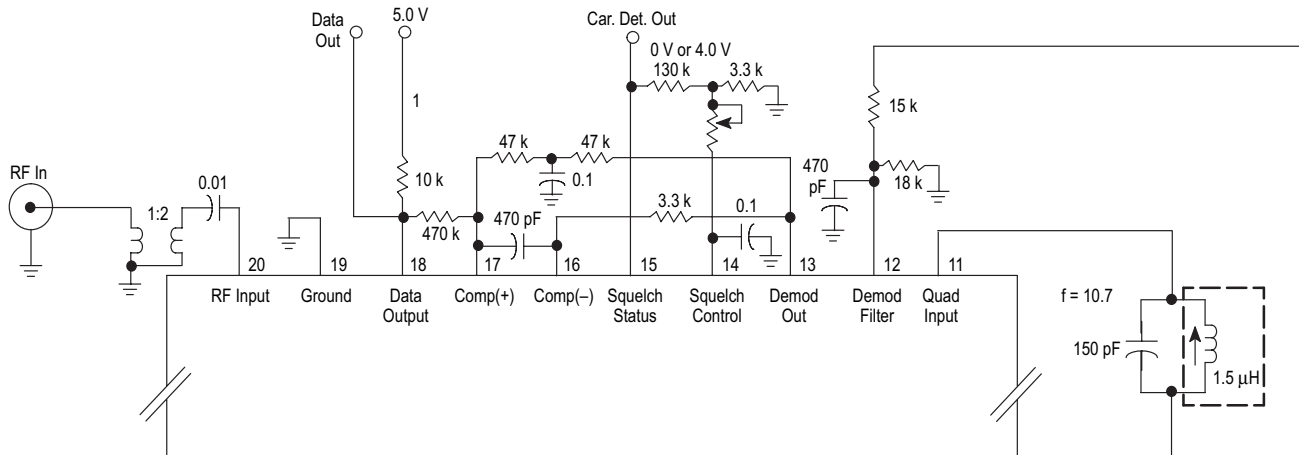 Data
Out
5.0 V
Car. Det. Out
0 V or 4.0 V
130 k
3.3 k
1
15 k
47 k
47 k
RF In
0.01
10 k
0.1
470
pF
18 k
1:2
470 k
470 pF
3.3 k
0.1
20
19
18
17
16
15
14
13
12
11
RF Input
Ground
Data
Output
Comp(+)
Comp(–)
Squelch
Status
Squelch
Control
Demod
Out
Demod
Filter
Quad
Input
f = 10.7
150 pF
1.5 µH